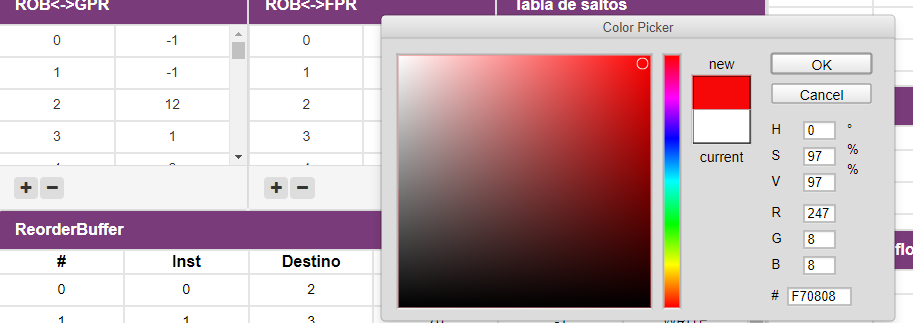 ROB<->GPR
ROB<->FPR
Tabla de saltos
0 -1
1 -1
2 12
3 1
0
1
2
3
+ −
+ −
ReorderBuffer
# Inst Destino
0 0 2
1 1 3
Color Picker
new
current
OK
Cancel
H 0 °
S 97 %
V 97 %
R 247
G 8
B 8
# F70808
flo